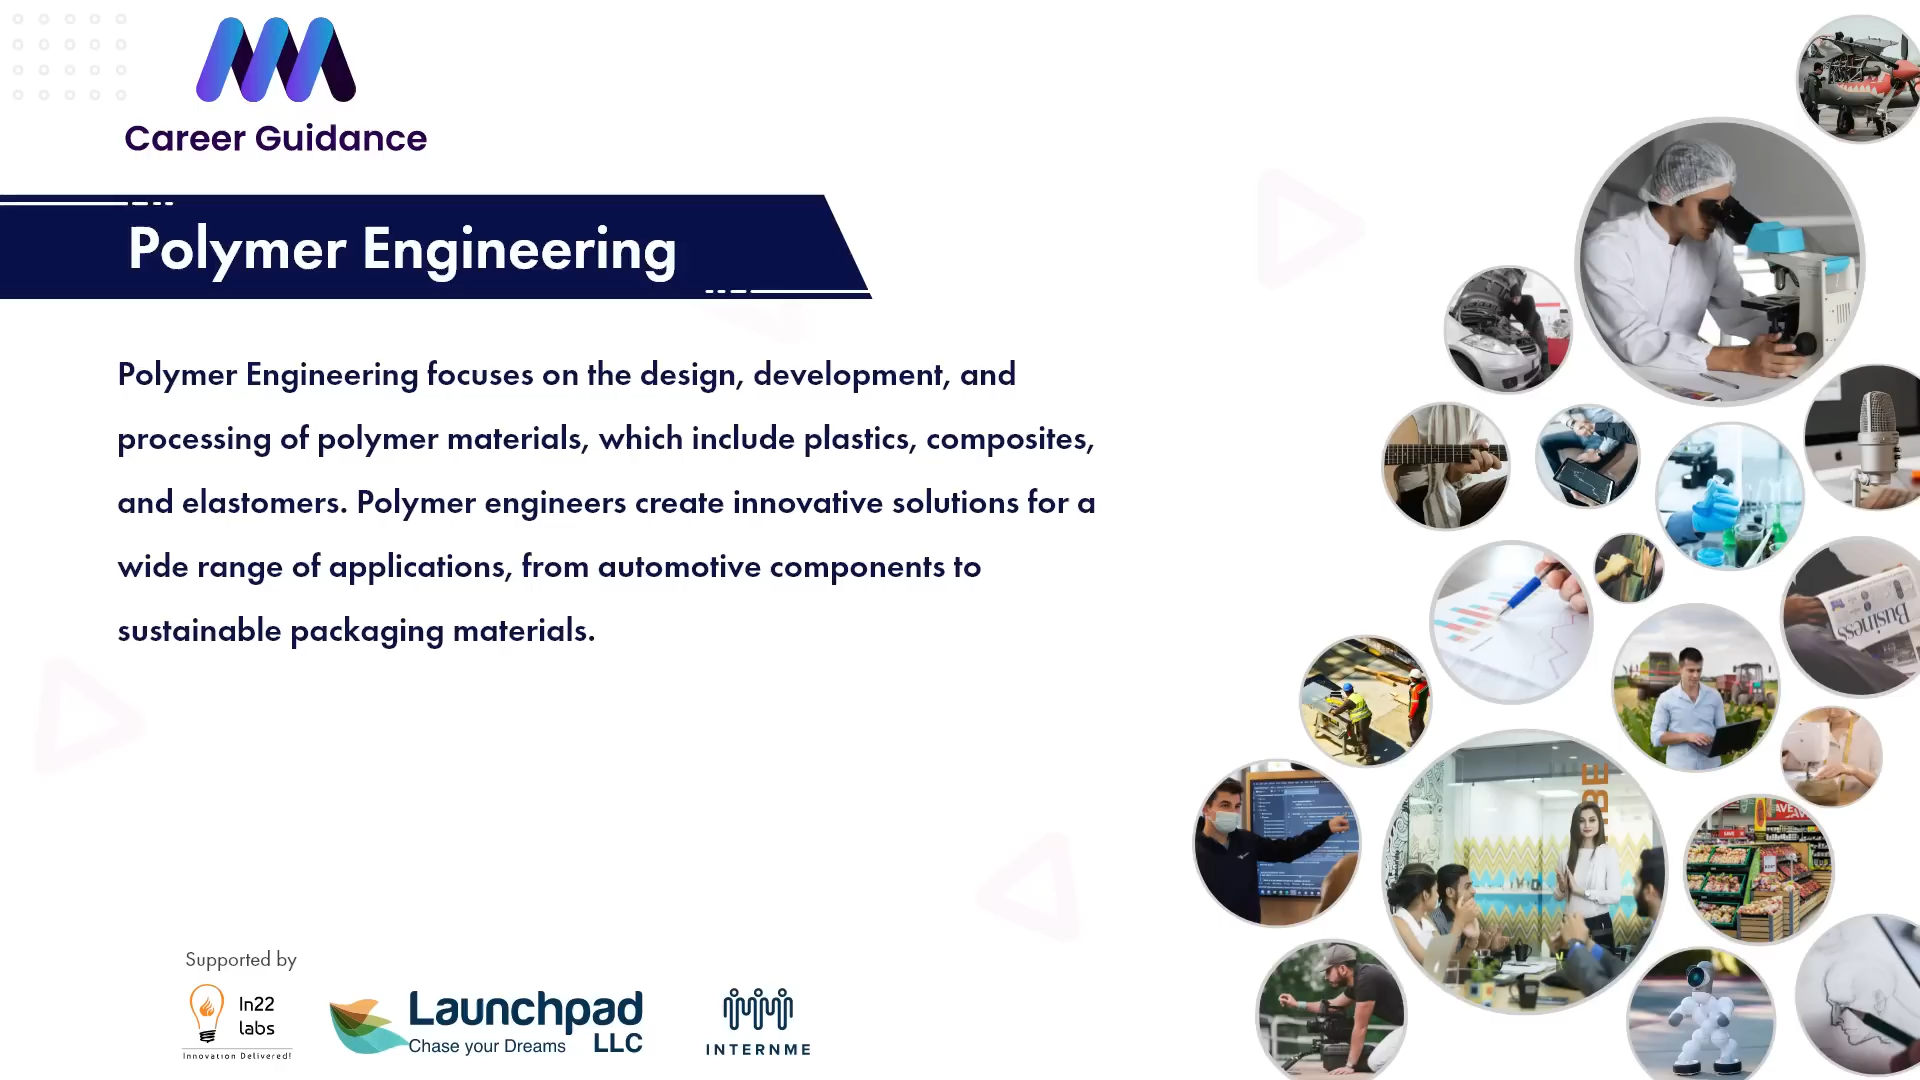 Career Guidance
Polymer Engineering
Polymer Engineering focuses on the design, development, and
processing of polymer materials, which include plastics, composites,
and elastomers. Polymer engineers create innovative solutions for a
wide range of applications, from automotive components to
sustainable packaging materials.
Supported by
In22
labs
Innovation Delivered!
Launchpad
Chase your Dreams LLC
INTERNME
Business
SAVE